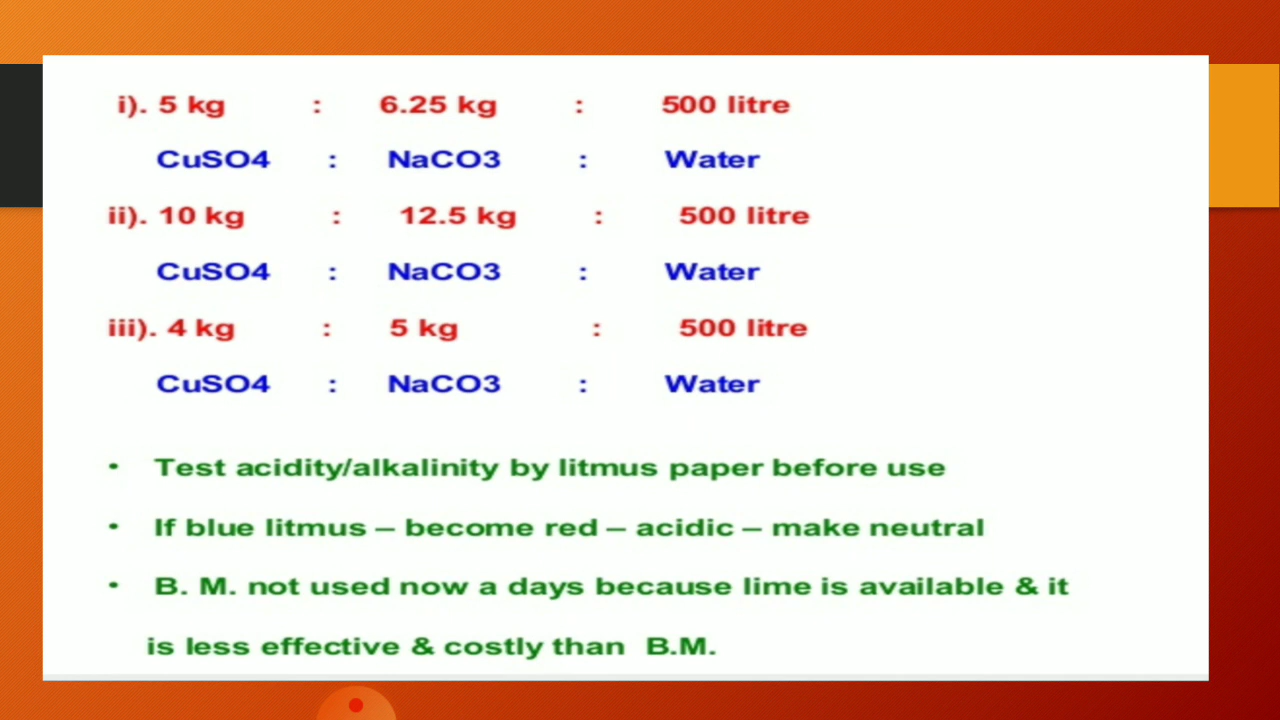 i). 5 kg : 6.25 kg : 500 litre
CuSO4 : NaCO3 : Water
ii). 10 kg : 12.5 kg : 500 litre
CuSO4 : NaCO3 : Water
iii). 4 kg : 5 kg : 500 litre
CuSO4 : NaCO3 : Water
• Test acidity/alkalinity by litmus paper before use
• If blue litmus – become red – acidic – make neutral
• B. M. not used now a days because lime is available & it
is less effective & costly than B.M.